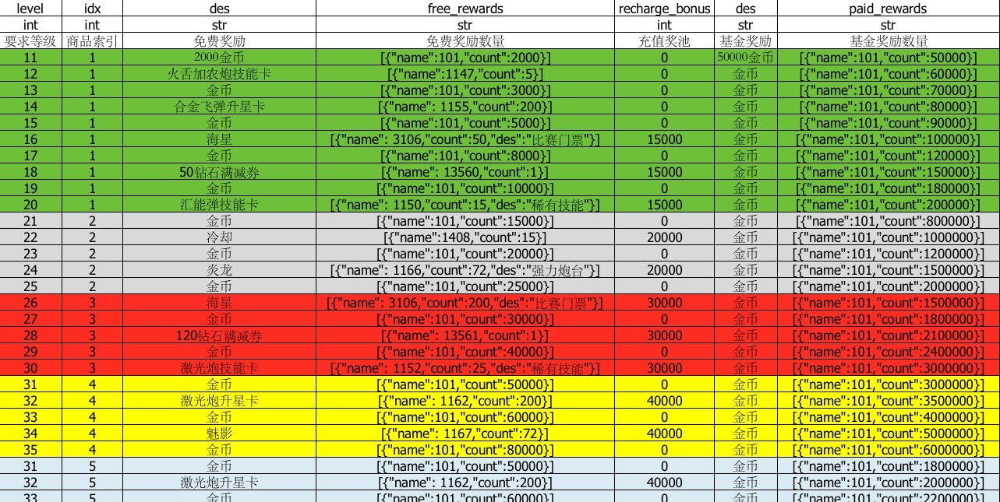 level idx des free_rewards recharge_bonus des paid_rewards
int int str str int str str
要求等级 商品索引 免费奖励 免费奖励数量 充值奖池 基金奖励 基金奖励数量
11 1 2000金币 [{"name":101,"count":2000}] 0 50000金币 [{"name":101,"count":50000}]
12 1 火舌加农炮技能卡 [{"name":1147,"count":5}] 0 金币 [{"name":101,"count":60000}]
13 1 金币 [{"name":101,"count":3000}] 0 金币 [{"name":101,"count":70000}]
14 1 合金飞弹升星卡 [{"name": 1155,"count":200}] 0 金币 [{"name":101,"count":80000}]
15 1 金币 [{"name":101,"count":5000}] 0 金币 [{"name":101,"count":90000}]
16 1 海星 [{"name": 3106,"count":50,"des":"比赛门票"}] 15000 金币 [{"name":101,"count":100000}]
17 1 金币 [{"name":101,"count":8000}] 0 金币 [{"name":101,"count":120000}]
18 1 50钻石满减券 [{"name": 13560,"count":1}] 15000 金币 [{"name":101,"count":150000}]
19 1 金币 [{"name":101,"count":10000}] 0 金币 [{"name":101,"count":180000}]
20 1 汇能弹技能卡 [{"name": 1150,"count":15,"des":"稀有技能"}] 15000 金币 [{"name":101,"count":200000}]
21 2 金币 [{"name":101,"count":15000}] 0 金币 [{"name":101,"count":800000}]
22 2 冷却 [{"name":1408,"count":15}] 20000 金币 [{"name":101,"count":1000000}]
23 2 金币 [{"name":101,"count":20000}] 0 金币 [{"name":101,"count":1200000}]
24 2 炎龙 [{"name": 1166,"count":72,"des":"强力炮台"}] 20000 金币 [{"name":101,"count":1500000}]
25 2 金币 [{"name":101,"count":25000}] 0 金币 [{"name":101,"count":2000000}]
26 3 海星 [{"name": 3106,"count":200,"des":"比赛门票"}] 30000 金币 [{"name":101,"count":1500000}]
27 3 金币 [{"name":101,"count":30000}] 0 金币 [{"name":101,"count":1800000}]
28 3 120钻石满减券 [{"name": 13561,"count":1}] 30000 金币 [{"name":101,"count":2100000}]
29 3 金币 [{"name":101,"count":40000}] 0 金币 [{"name":101,"count":2400000}]
30 3 激光炮技能卡 [{"name": 1152,"count":25,"des":"稀有技能"}] 30000 金币 [{"name":101,"count":3000000}]
31 4 金币 [{"name":101,"count":50000}] 0 金币 [{"name":101,"count":3000000}]
32 4 激光炮升星卡 [{"name": 1162,"count":200}] 40000 金币 [{"name":101,"count":3500000}]
33 4 金币 [{"name":101,"count":60000}] 0 金币 [{"name":101,"count":4000000}]
34 4 魅影 [{"name": 1167,"count":72}] 40000 金币 [{"name":101,"count":5000000}]
35 4 金币 [{"name":101,"count":80000}] 0 金币 [{"name":101,"count":6000000}]
31 5 金币 [{"name":101,"count":50000}] 0 金币 [{"name":101,"count":1800000}]
32 5 激光炮升星卡 [{"name": 1162,"count":200}] 40000 金币 [{"name":101,"count":2000000}]
33 5 金币 [{"name":101,"count":60000}] 0 金币 [{"name":101,"count":2200000}]